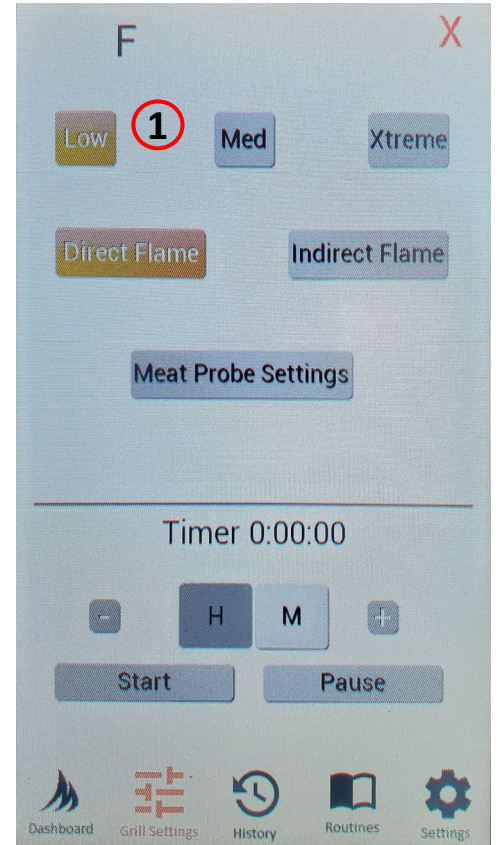 F X
Low 1 Med Xtreme
Direct Flame Indirect Flame
Meat Probe Settings
Timer 0:00:00
- H M +
Start Pause
Dashboard Grill Settings History Routines Settings